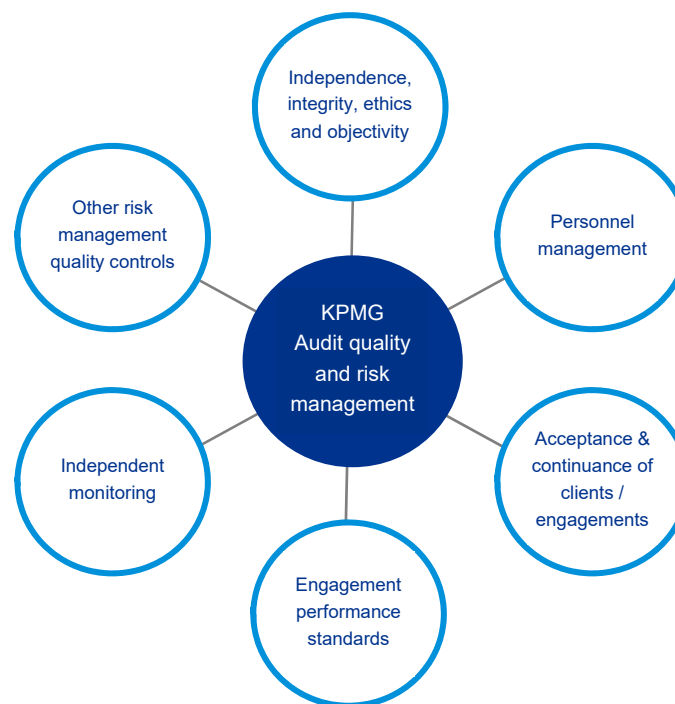 Independence,
integrity, ethics
and objectivity
Other risk
management
quality controls
Personnel
management
KPMG
Audit quality
and risk
management
Independent
monitoring
Acceptance &
continuance of
clients /
engagements
Engagement
performance
standards